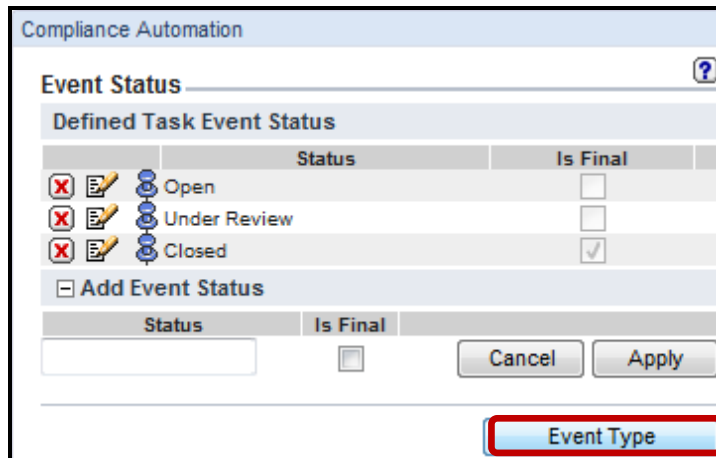 Compliance Automation
Event Status
?
Defined Task Event Status
Status Is Final
Open
Under Review
Closed
Add Event Status
Status Is Final
Cancel Apply
Event Type